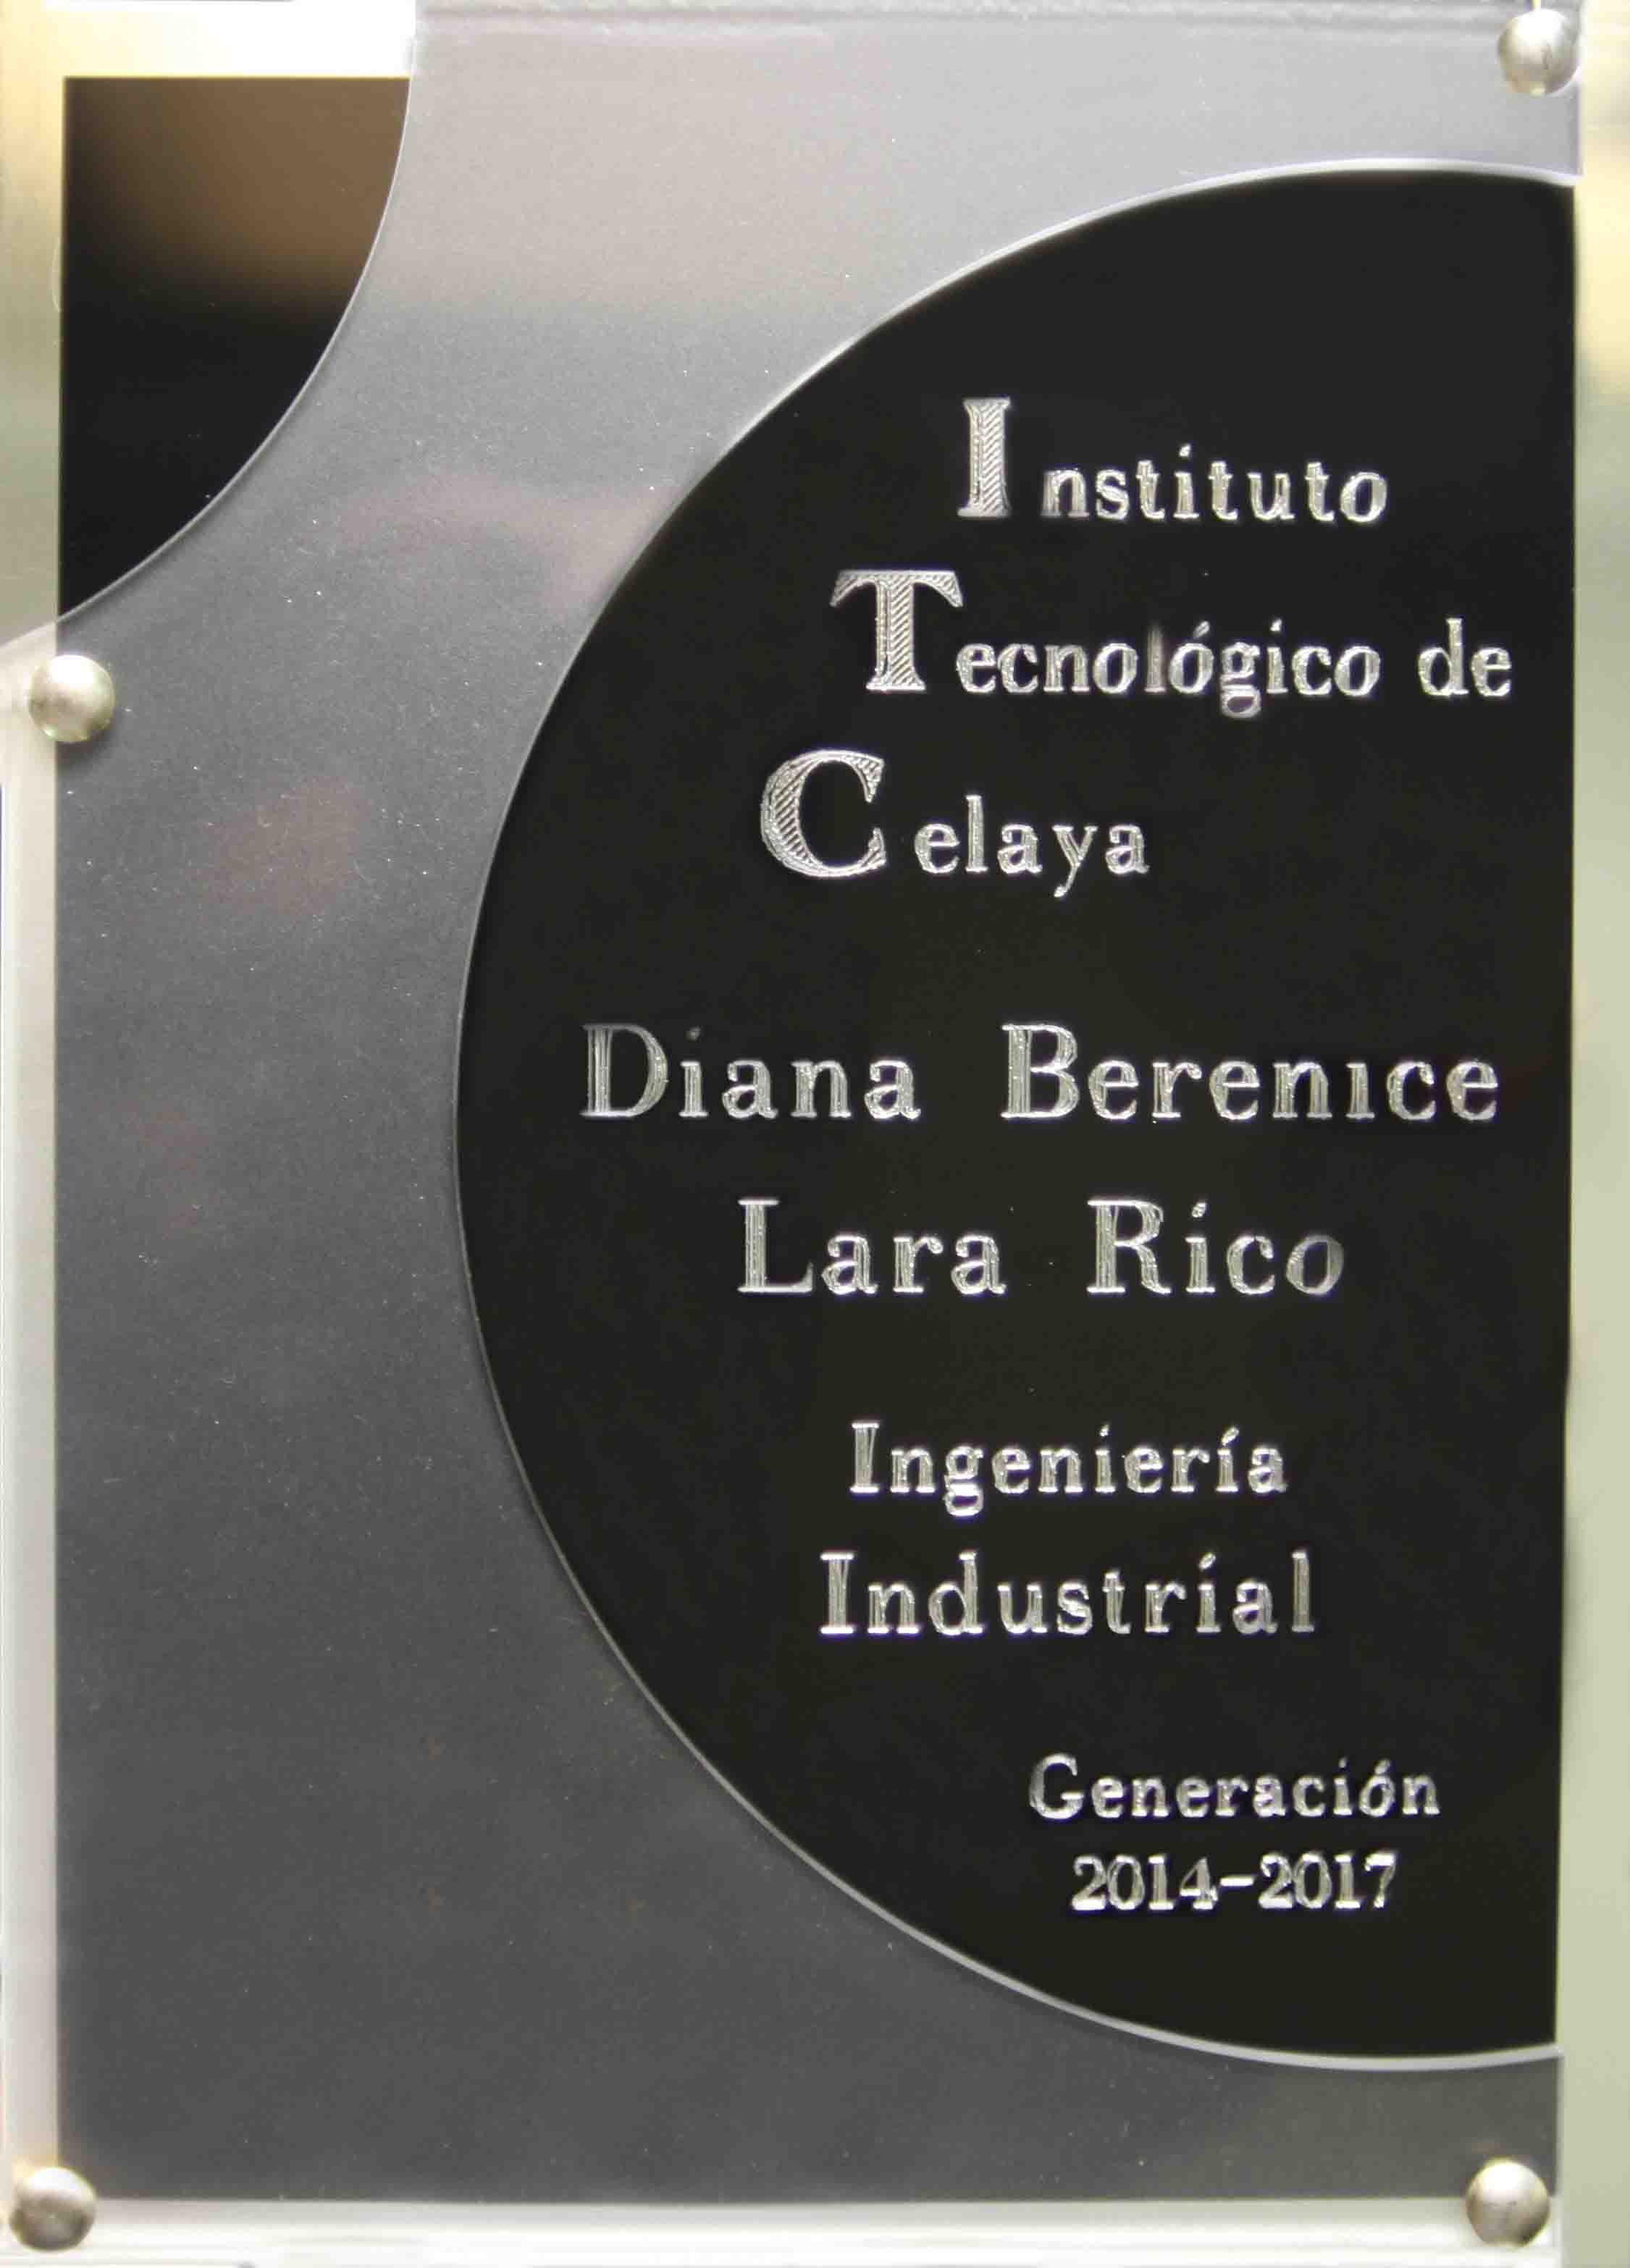 Instituto
Tecnológico de
Celaya
Diana Berenice
Lara Rico
Ingeniería
Industrial
Generación
2014-2017